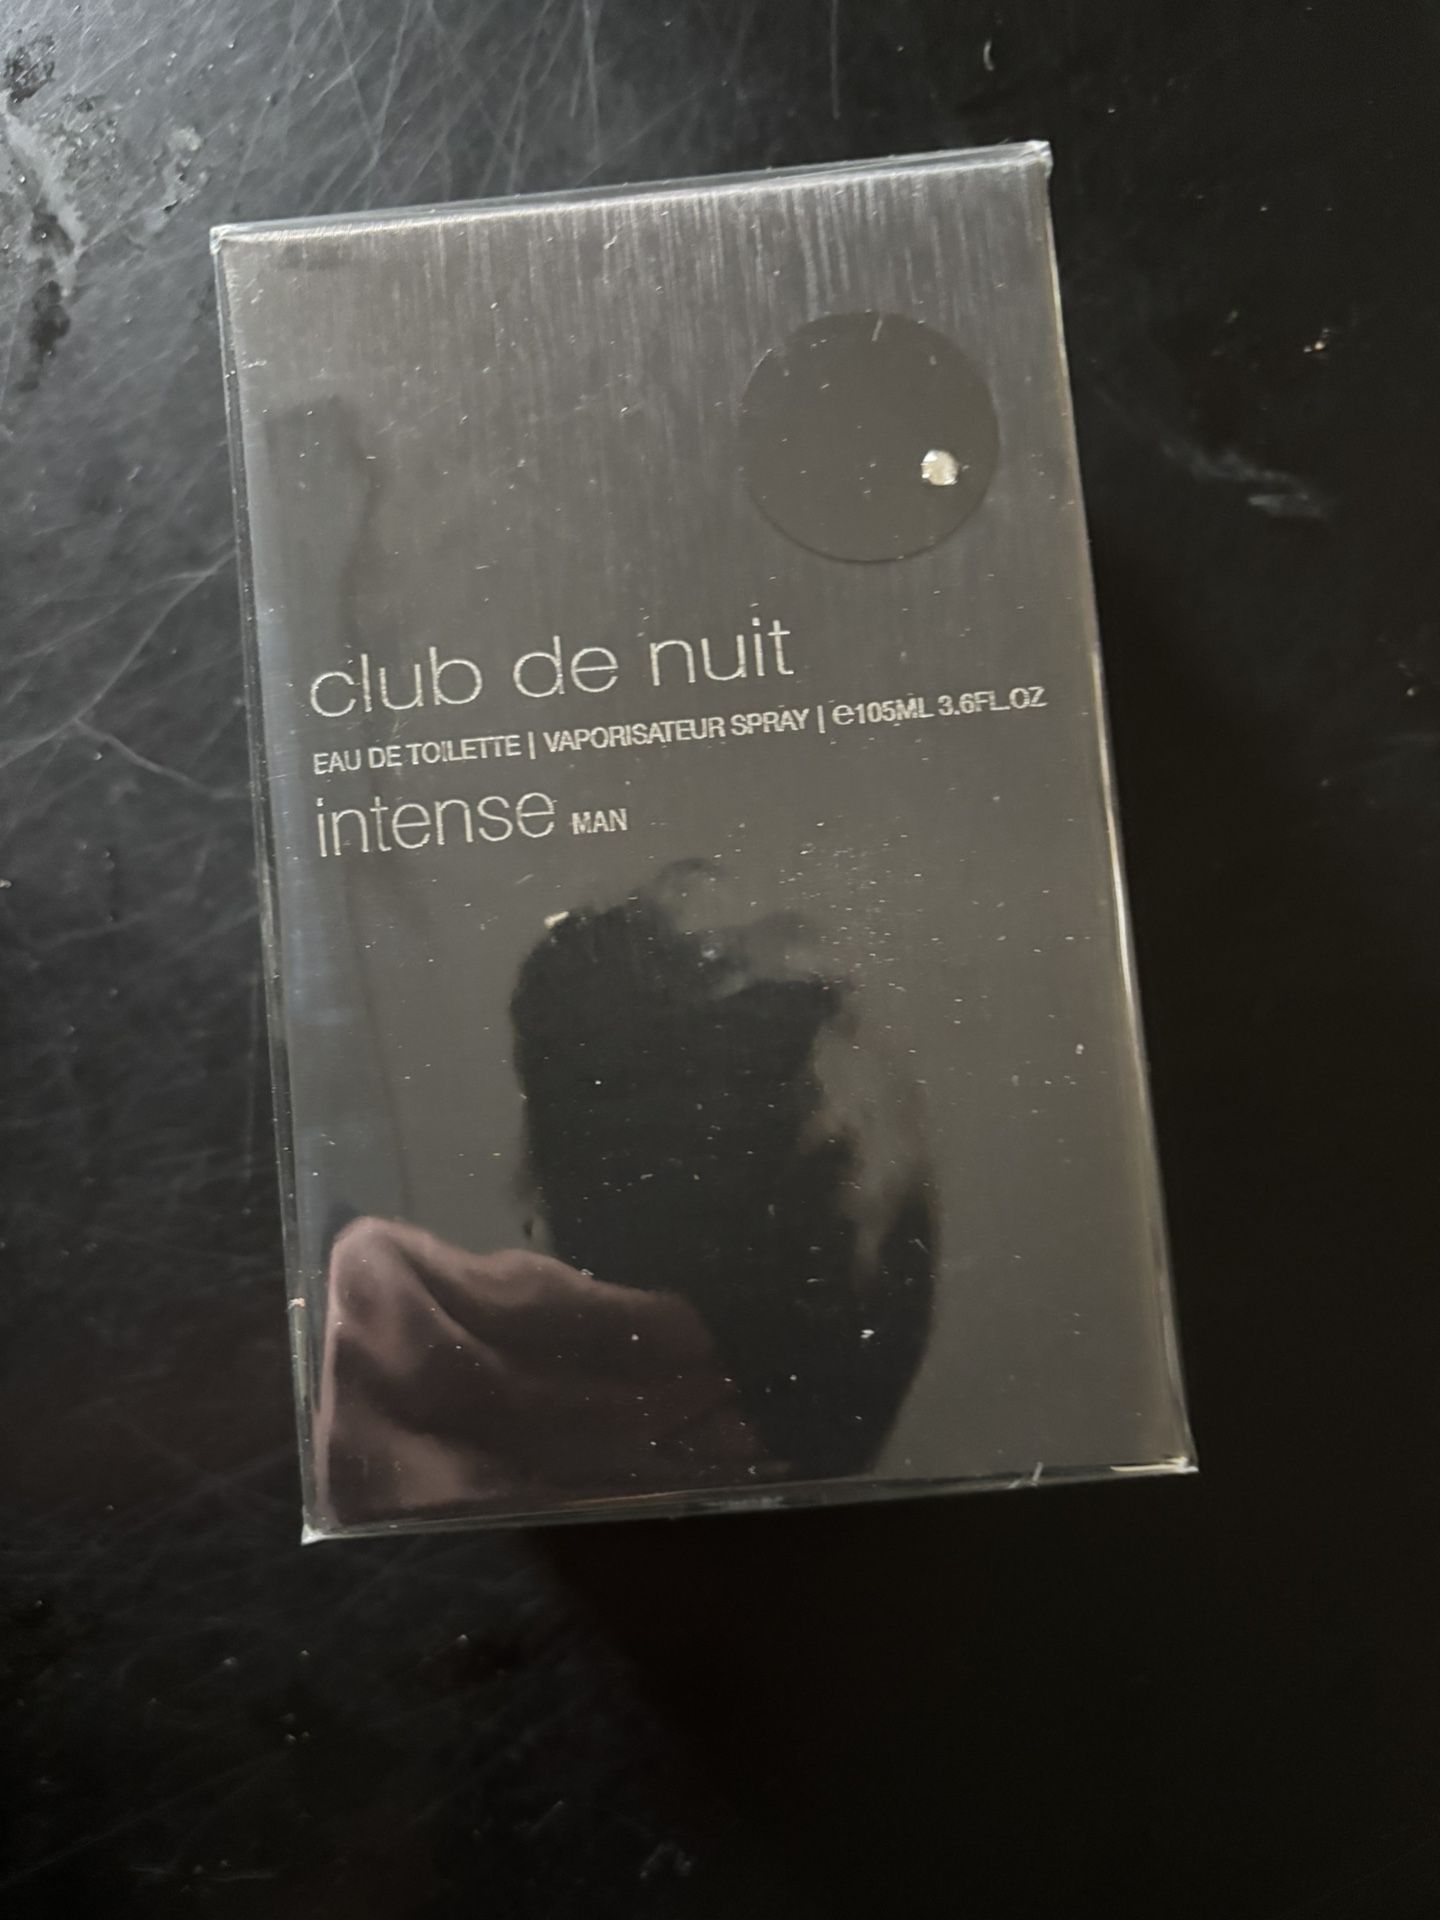 club de nuit
EAU DE TOILETTE | VAPORISATEUR SPRAY | ℮105ML 3.6FL.OZ
intense MAN